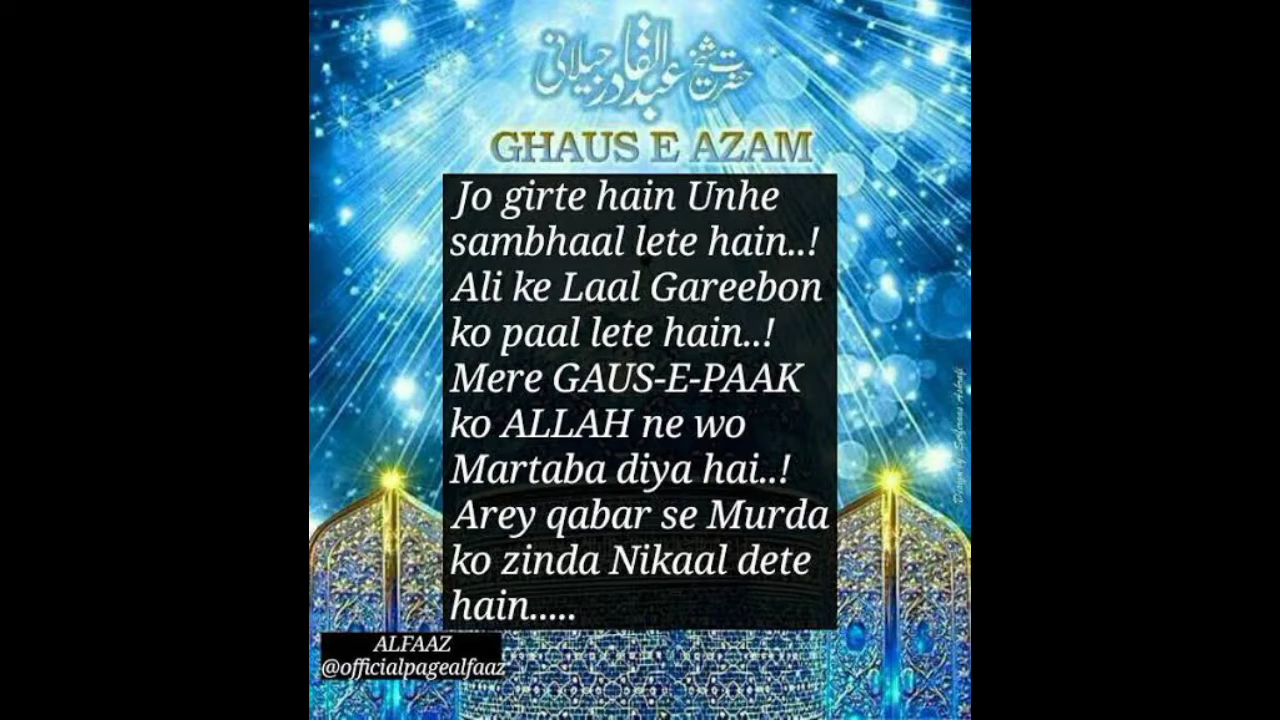 حضرت شیخ عبدالقادر جیلانی
GHAUS E AZAM
Jo girte hain Unhe
sambhaal lete hain..!
Ali ke Laal Gareebon
ko paal lete hain..!
Mere GAUS-E-PAAK
ko ALLAH ne wo
Martaba diya hai..!
Arey qabar se Murda
ko zinda Nikaal dete
hain.....
ALFAAZ
@officialpagealfaaz
Design by